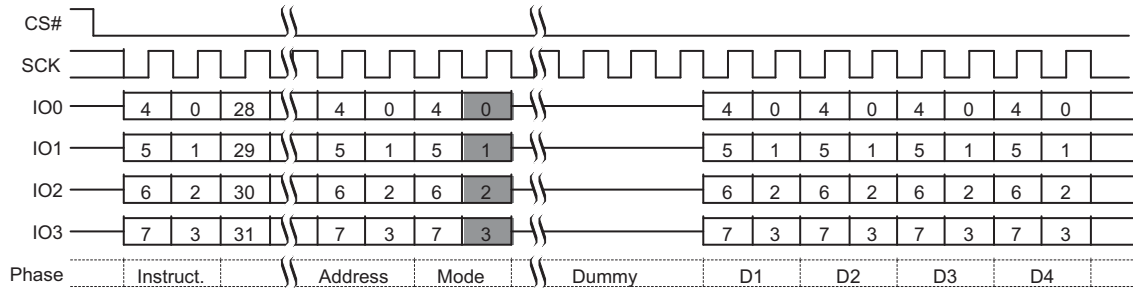 CS#
SCK
IO0 4 0 28 4 0 4 0 4 0 4 0 4 0 4 0
IO1 5 1 29 5 1 5 1 5 1 5 1 5 1 5 1
IO2 6 2 30 6 2 6 2 6 2 6 2 6 2 6 2
IO3 7 3 31 7 3 7 3 7 3 7 3 7 3 7 3
Phase Instruct. Address Mode Dummy D1 D2 D3 D4